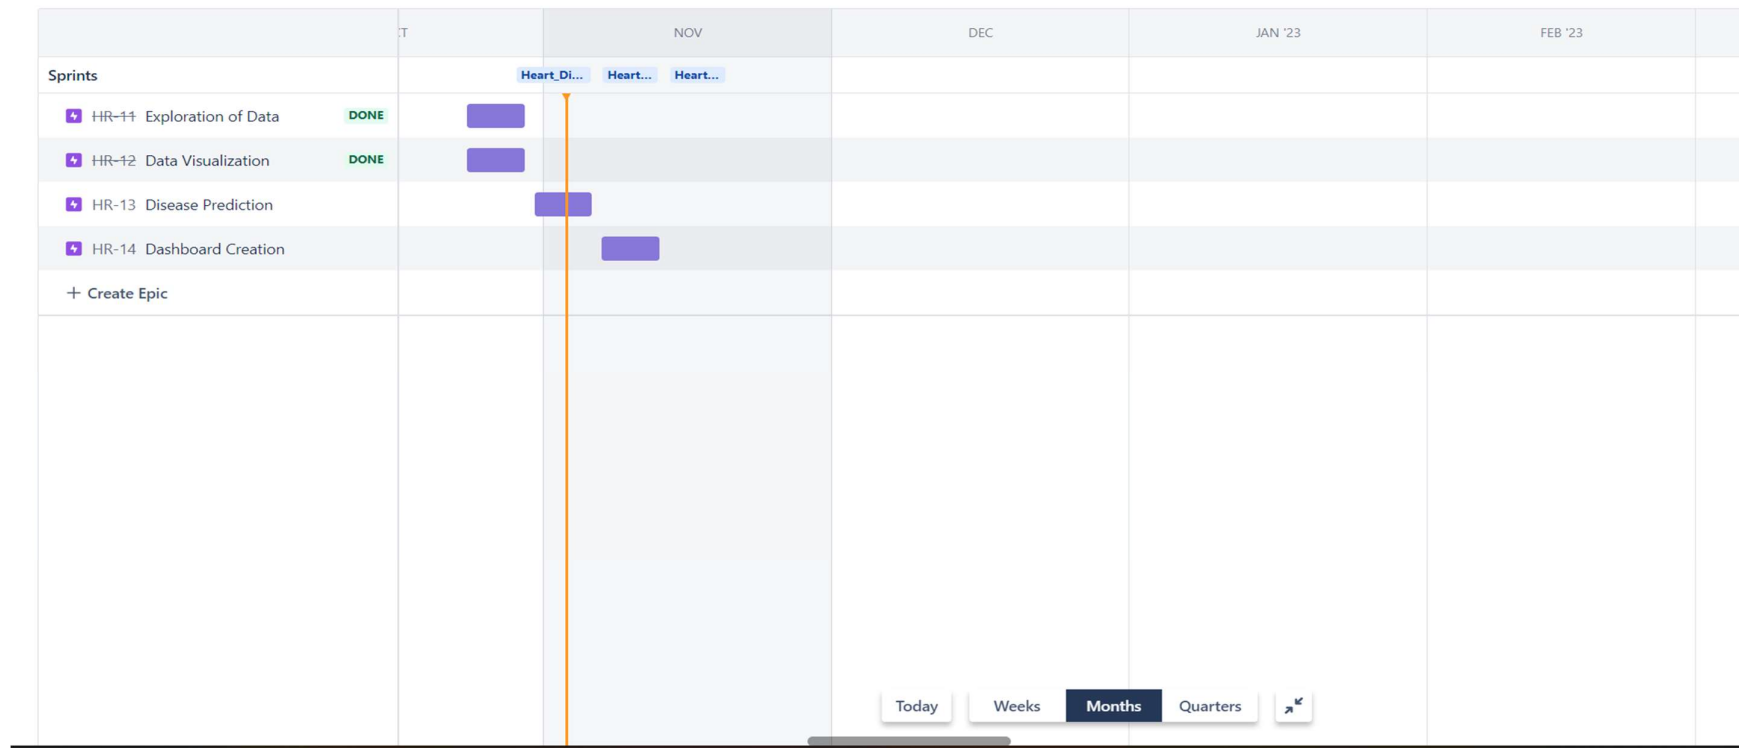 NOV DEC JAN '23 FEB '23
Sprints Heart_Di... Heart... Heart...
HR-11 Exploration of Data DONE
HR-12 Data Visualization DONE
HR-13 Disease Prediction
HR-14 Dashboard Creation
+ Create Epic
Today Weeks Months Quarters